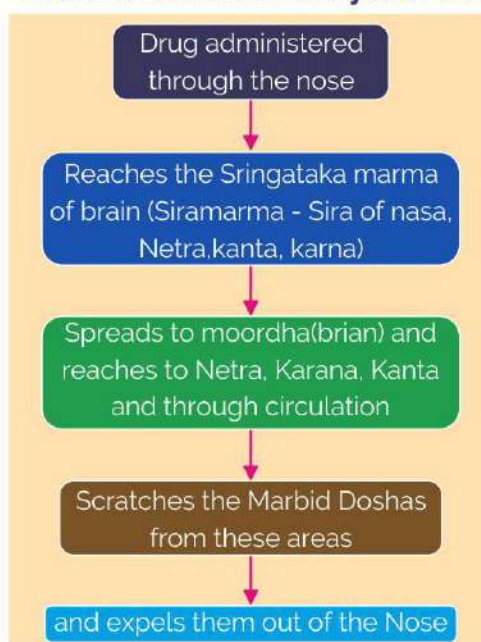 Drug administered
through the nose
Reaches the Sringataka marma
of brain (Siramarma - Sira of nasa,
Netra,kanta, karna)
Spreads to moordha(brian) and
reaches to Netra, Karana, Kanta
and through circulation
Scratches the Marbid Doshas
from these areas
and expels them out of the Nose